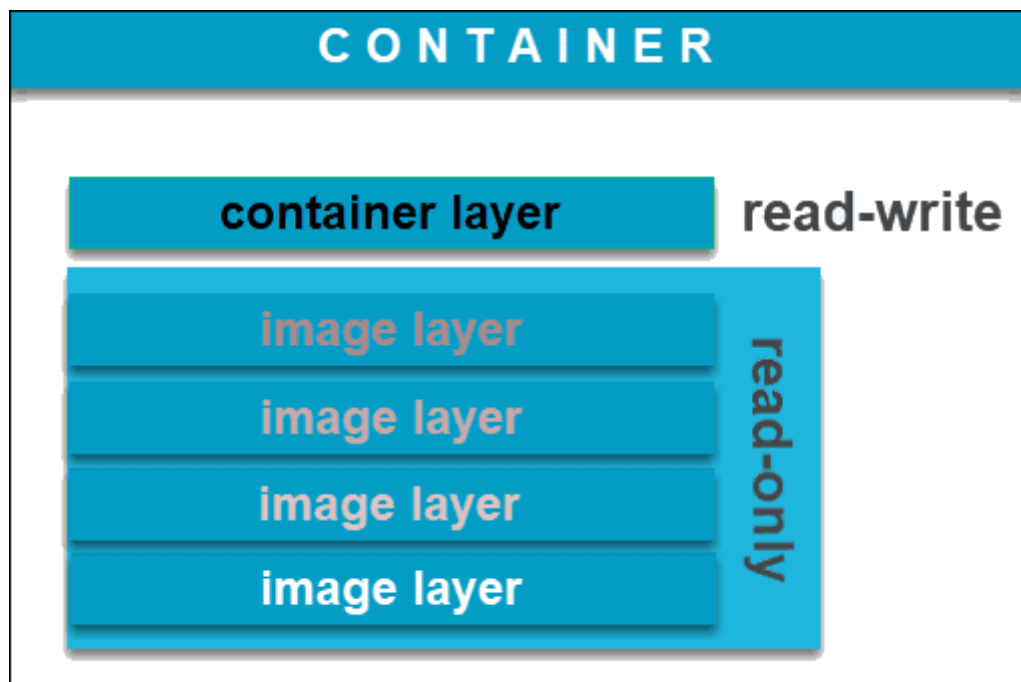 CONTAINER
container layer
read-write
image layer
image layer
image layer
image layer
read-only